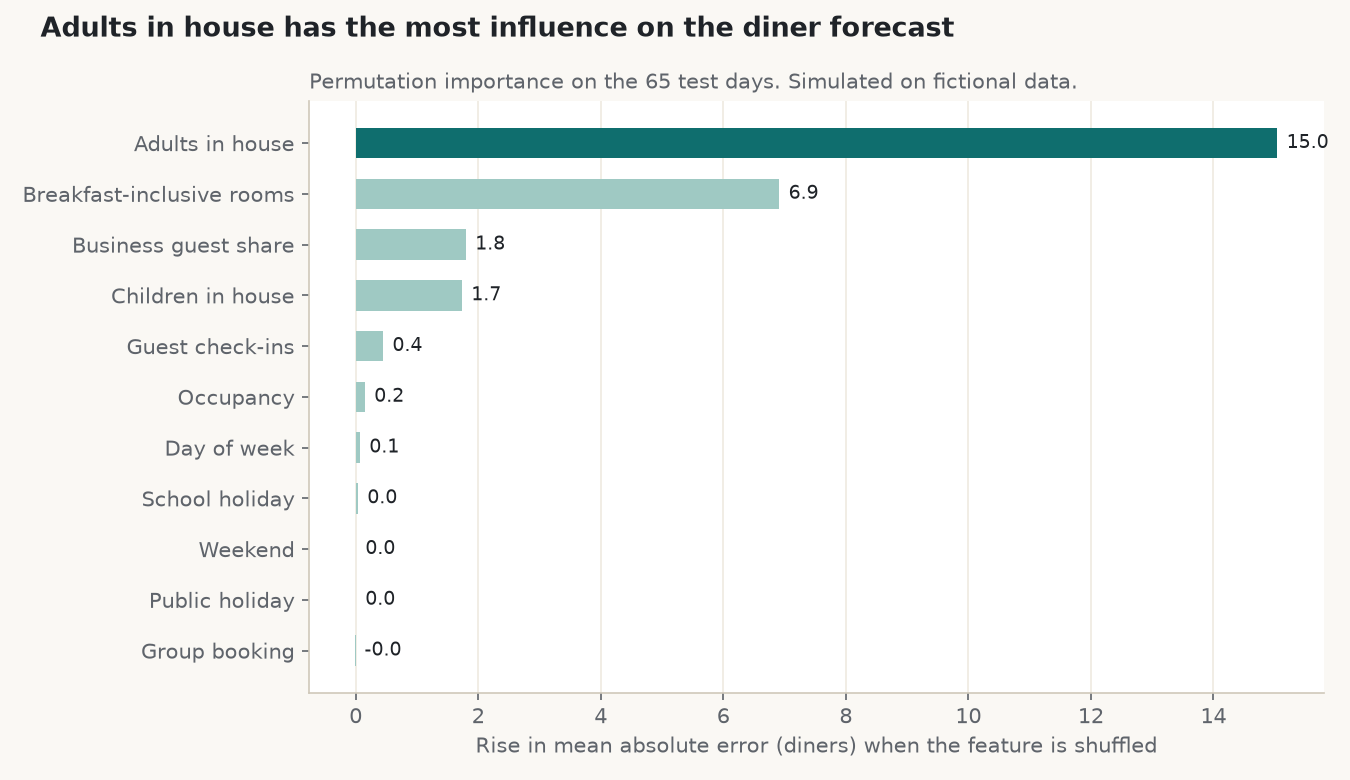 Adults in house has the most influence on the diner forecast
Permutation importance on the 65 test days. Simulated on fictional data.
Adults in house 15.0
Breakfast-inclusive rooms 6.9
Business guest share 1.8
Children in house 1.7
Guest check-ins 0.4
Occupancy 0.2
Day of week 0.1
School holiday 0.0
Weekend 0.0
Public holiday 0.0
Group booking -0.0
0 2 4 6 8 10 12 14
Rise in mean absolute error (diners) when the feature is shuffled